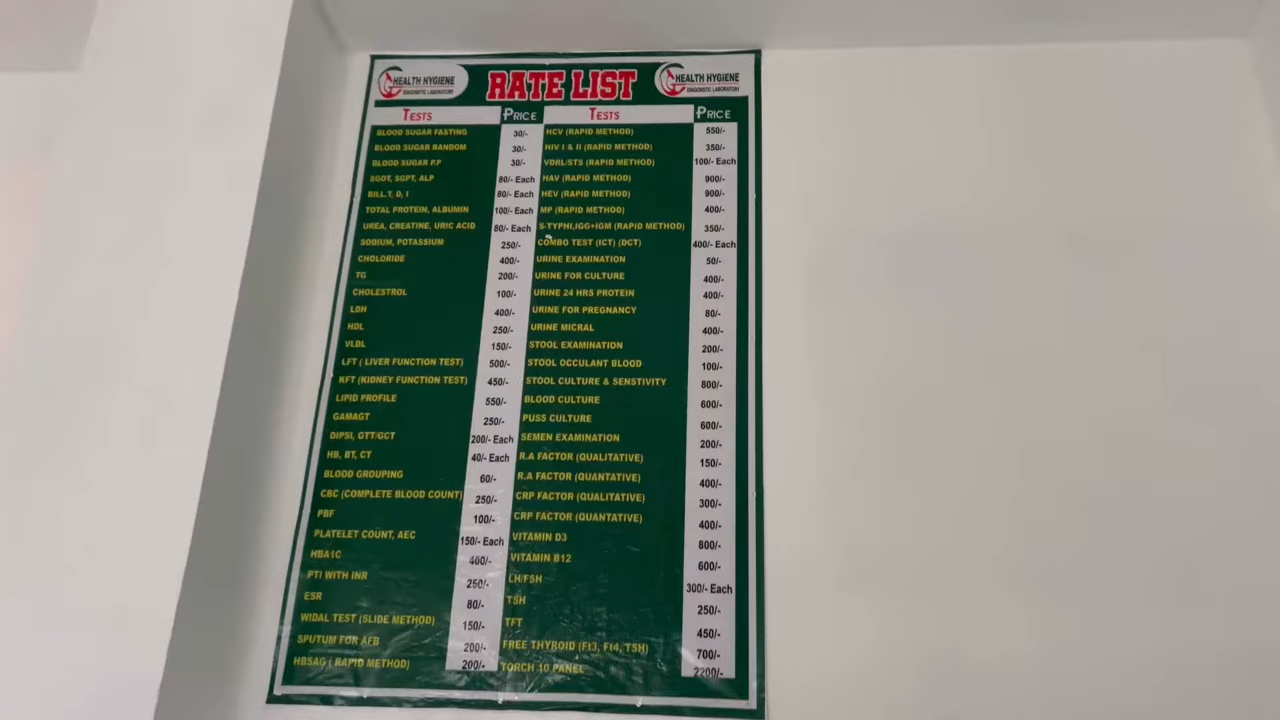 HEALTH HYGIENE
DIAGONSTIC LABORATORY
RATE LIST
HEALTH HYGIENE
DIAGONSTIC LABORATORY
TESTS PRICE TESTS PRICE
BLOOD SUGAR FASTING 30/- HCV (RAPID METHOD) 550/-
BLOOD SUGAR RANDOM 30/- HIV I & II (RAPID METHOD) 350/-
BLOOD SUGAR P.P 30/- VDRL/STS (RAPID METHOD) 100/- Each
SGOT, SGPT, ALP 80/- Each HAV (RAPID METHOD) 900/-
BILL.T, D, I 80/- Each HEV (RAPID METHOD) 900/-
TOTAL PROTEIN, ALBUMIN 100/- Each MP (RAPID METHOD) 400/-
UREA, CREATINE, URIC ACID 80/- Each S-TYPHI,IGG+IGM (RAPID METHOD) 350/-
SODIUM, POTASSIUM 250/- COMBO TEST (ICT) (DCT) 400/- Each
CHOLORIDE 400/- URINE EXAMINATION 50/-
TG 200/- URINE FOR CULTURE 400/-
CHOLESTROL 100/- URINE 24 HRS PROTEIN 400/-
LDH 400/- URINE FOR PREGNANCY 80/-
HDL 250/- URINE MICRAL 400/-
VLDL 150/- STOOL EXAMINATION 200/-
LFT ( LIVER FUNCTION TEST) 500/- STOOL OCCULANT BLOOD 100/-
KFT (KIDNEY FUNCTION TEST) 450/- STOOL CULTURE & SENSTIVITY 800/-
LIPID PROFILE 550/- BLOOD CULTURE 600/-
GAMAGT 250/- PUSS CULTURE 600/-
DIPSI, GTT/GCT 200/- Each SEMEN EXAMINATION 200/-
HB, BT, CT 40/- Each R.A FACTOR (QUALITATIVE) 150/-
BLOOD GROUPING 60/- R.A FACTOR (QUANTATIVE) 400/-
CBC (COMPLETE BLOOD COUNT) 250/- CRP FACTOR (QUALITATIVE) 300/-
PBF 100/- CRP FACTOR (QUANTATIVE) 400/-
PLATELET COUNT, AEC 150/- Each VITAMIN D3 800/-
HBA1C 400/- VITAMIN B12 600/-
PTI WITH INR 250/- LH/FSH 300/- Each
ESR 80/- TSH 250/-
WIDAL TEST (SLIDE METHOD) 150/- TFT 450/-
SPUTUM FOR AFB 200/- FREE THYROID (Ft3, Ft4, TSH) 700/-
HBSAG ( RAPID METHOD) 200/- TORCH 10 PANEL 2200/-